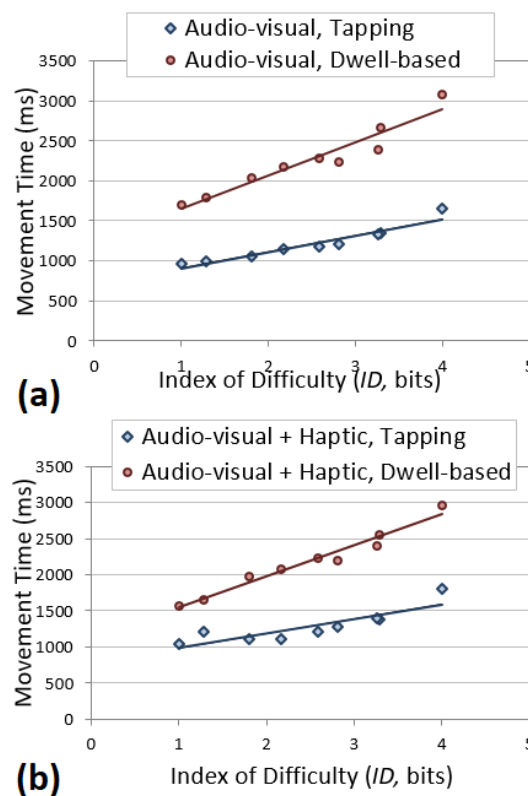 Audio-visual, Tapping
Audio-visual, Dwell-based
Movement Time (ms)
3500
3000
2500
2000
1500
1000
500
0
0 1 2 3 4 5
Index of Difficulty (ID, bits)
(a)
Audio-visual + Haptic, Tapping
Audio-visual + Haptic, Dwell-based
Movement Time (ms)
3500
3000
2500
2000
1500
1000
500
0
0 1 2 3 4 5
Index of Difficulty (ID, bits)
(b)